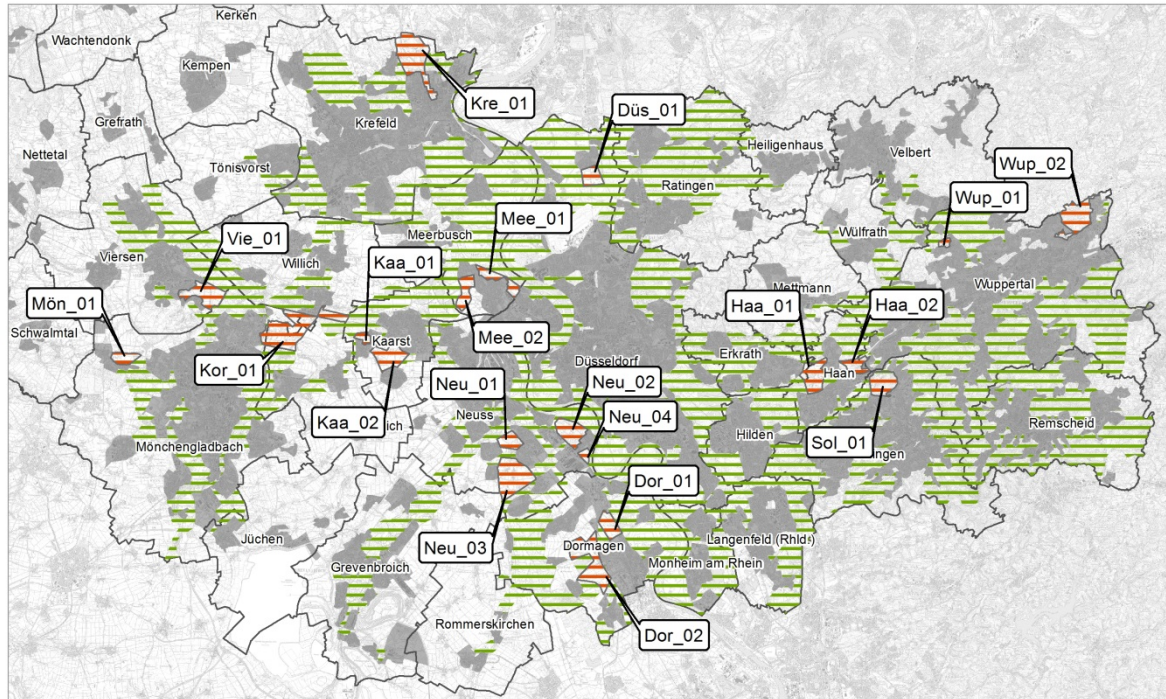 Kerken
Wachtendonk
Kempen
Kre_01
Grefrath
Krefeld
Düs_01
Heiligenhaus
Velbert
Nettetal
Tönisvorst
Wup_02
Ratingen
Wup_01
Mee_01
Meerbusch
Wülfrath
Vie_01
Viersen
Willich
Kaa_01
Wuppertal
Mettmann
Mön_01
Haa_01
Haa_02
Schwalmtal
Kaarst
Mee_02
Kor_01
Düsseldorf
Erkrath
Haan
Neu_01
Neu_02
Neuss
Neu_04
Kaa_02
ich
Hilden
Sol_01
Remscheid
Mönchengladbach
ingen
Dor_01
Jüchen
Neu_03
Dormagen
Langenfeld (Rhld.)
Monheim am Rhein
Grevenbroich
Rommerskirchen
Dor_02